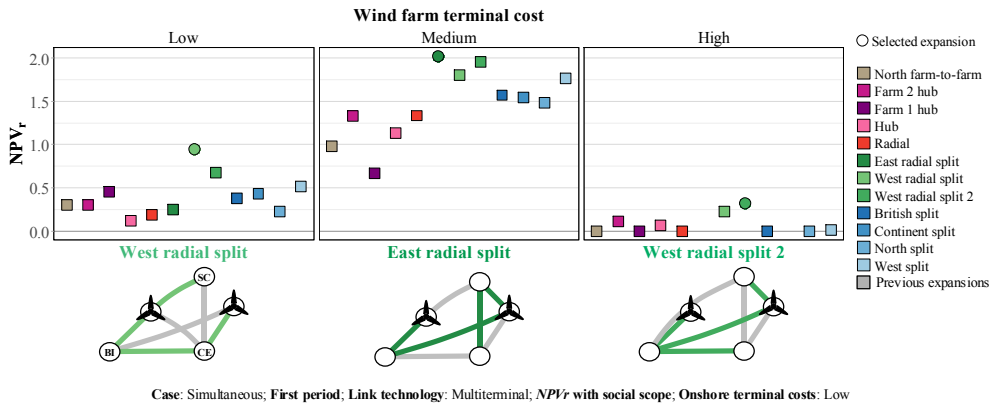 Wind farm terminal cost
Low
Medium
High
NPVr
2.0
1.5
1.0
0.5
0.0
Selected expansion
North farm-to-farm
Farm 2 hub
Farm 1 hub
Hub
Radial
East radial split
West radial split
West radial split 2
British split
Continent split
North split
West split
Previous expansions
West radial split
East radial split
West radial split 2
SC
BI
CE
Case: Simultaneous; First period; Link technology: Multiterminal; NPVr with social scope; Onshore terminal costs: Low